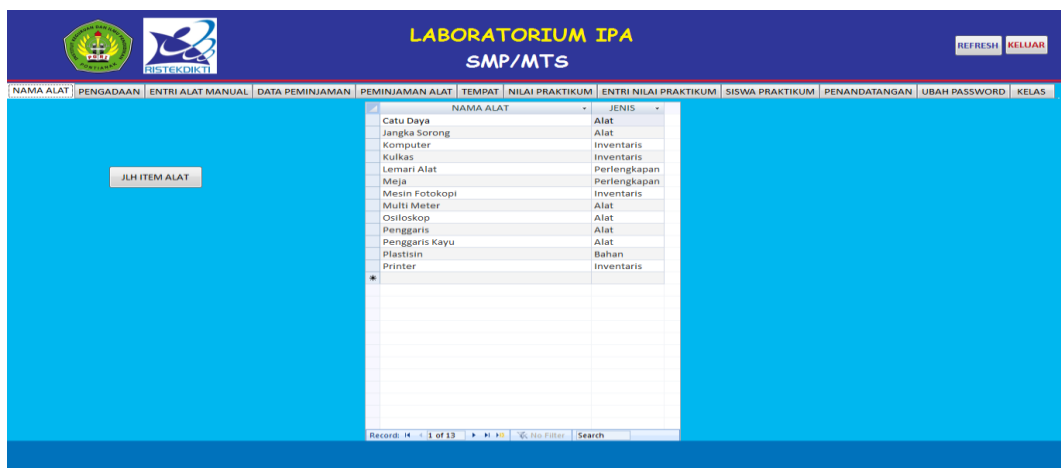 LABORATORIUM IPA
SMP/MTS
RISTEKDIKTI
REFRESH KELUAR
NAMA ALAT PENGADAAN ENTRI ALAT MANUAL DATA PEMINJAMAN PEMINJAMAN ALAT TEMPAT NILAI PRAKTIKUM ENTRI NILAI PRAKTIKUM SISWA PRAKTIKUM PENANDATANGAN UBAH PASSWORD KELAS
NAMA ALAT JENIS
Catu Daya Alat
Jangka Sorong Alat
Komputer Inventaris
Kulkas Inventaris
Lemari Alat Perlengkapan
Meja Perlengkapan
Mesin Fotokopi Inventaris
Multi Meter Alat
Osiloskop Alat
Penggaris Alat
Penggaris Kayu Alat
Plastisin Bahan
Printer Inventaris
JLH ITEM ALAT
Record: 1 of 13 No Filter Search